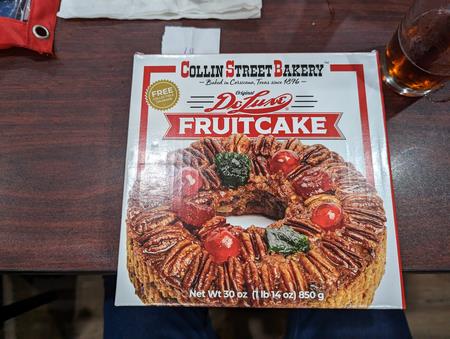 COLLIN STREET BAKERY™
Baked in Corsicana, Texas since 1896
FREE
Original
DeLuxe
FRUITCAKE
Net Wt 30 oz (1 lb 14 oz) 850 g